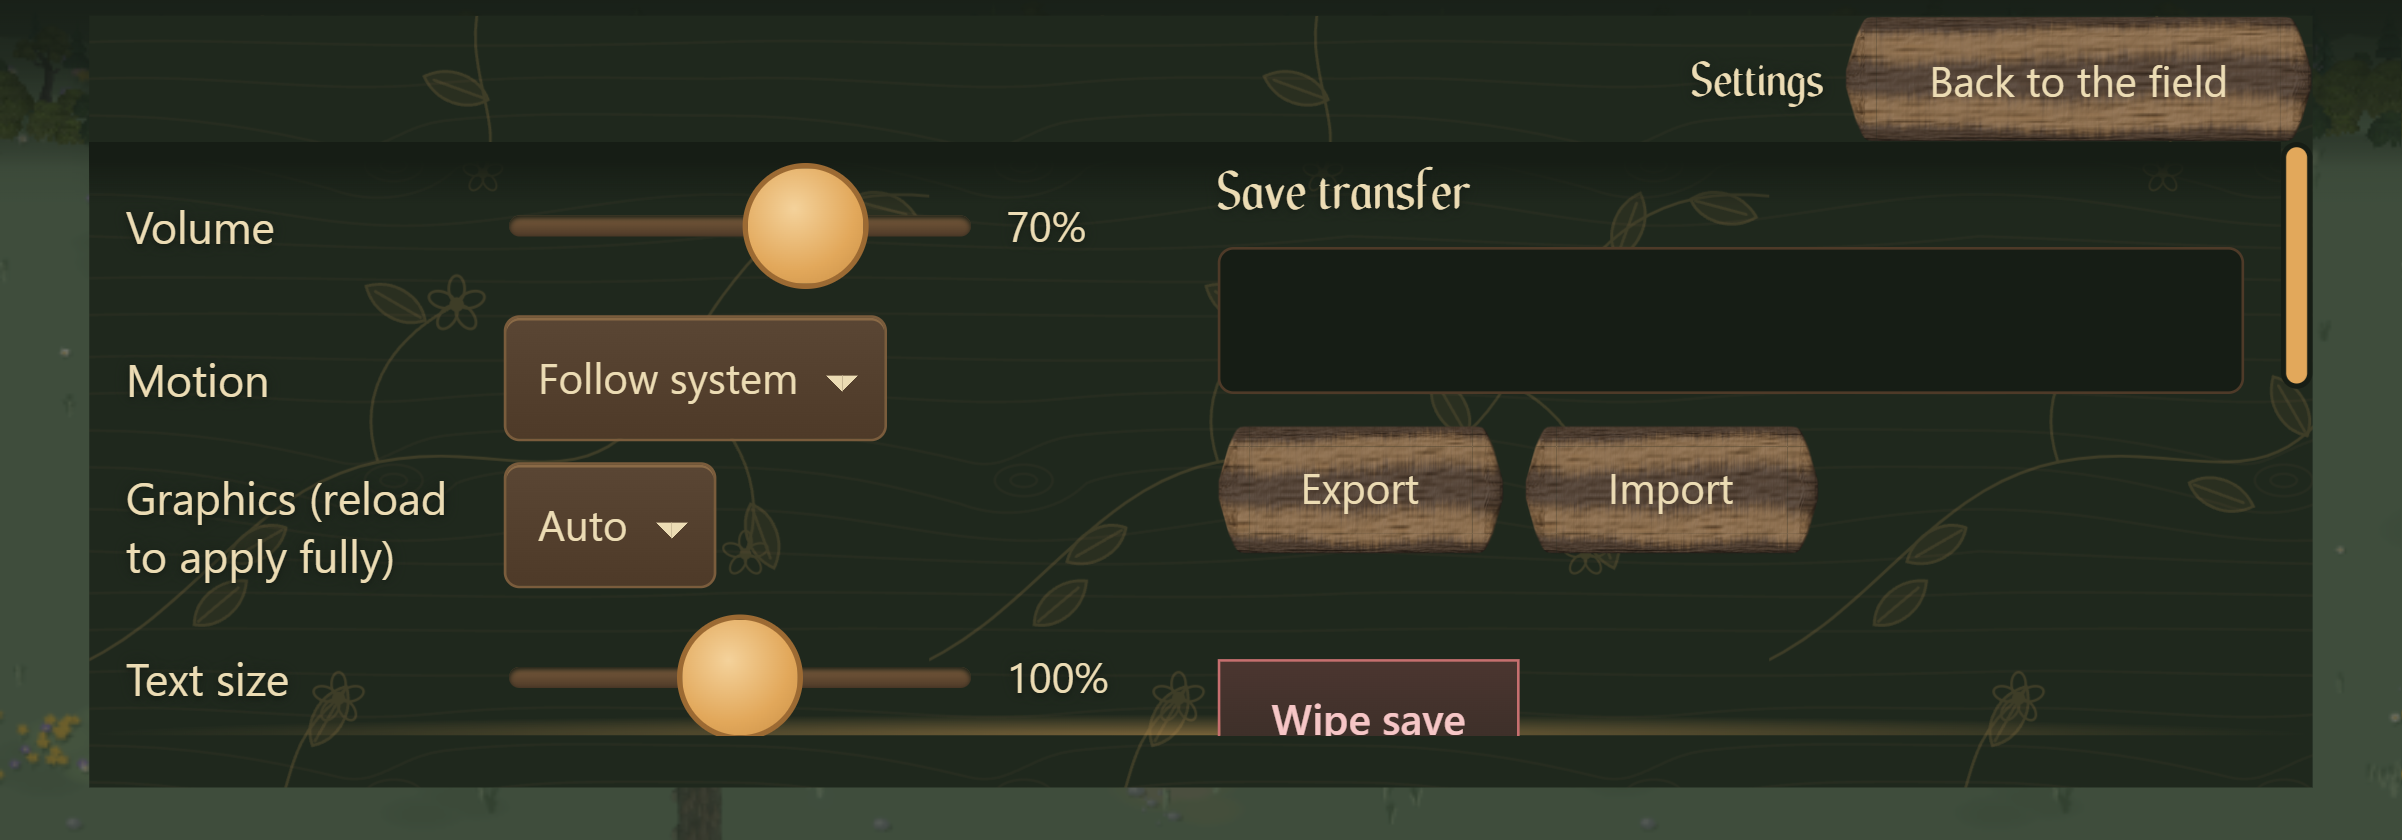 Settings
Back to the field
Volume
70%
Motion
Follow system
Graphics (reload
to apply fully)
Auto
Text size
100%
Save transfer
Export
Import
Wipe save